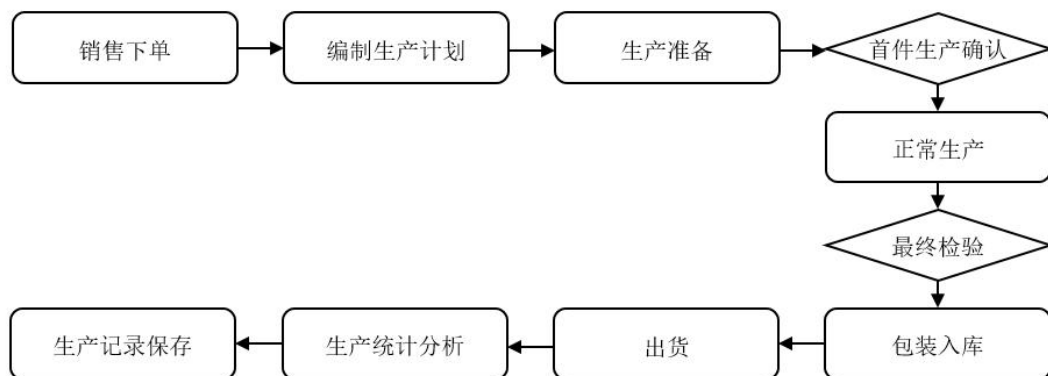 销售下单
编制生产计划
生产准备
首件生产确认
正常生产
最终检验
包装入库
出货
生产统计分析
生产记录保存